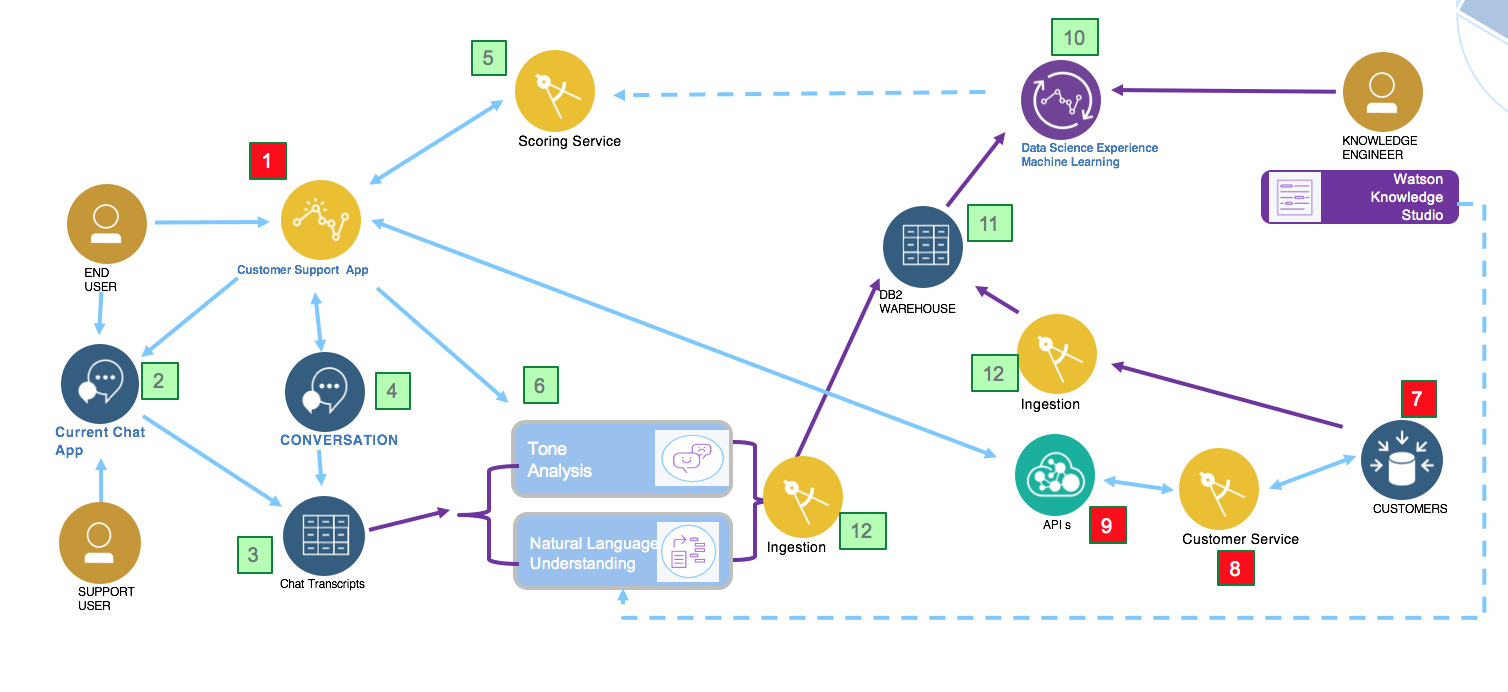 10
5
Scoring Service
KNOWLEDGE
ENGINEER
Data Science Experience
Machine Learning
1
Watson
Knowledge
Studio
11
END
USER
Customer Support  App
DB2
WAREHOUSE
2
4
6
12
Ingestion
7
Current Chat
App
CONVERSATION
Tone
Analysis
CUSTOMERS
3
Chat Transcripts
Natural Language
Understanding
12
Ingestion
API s
9
Customer Service
8
SUPPORT
USER